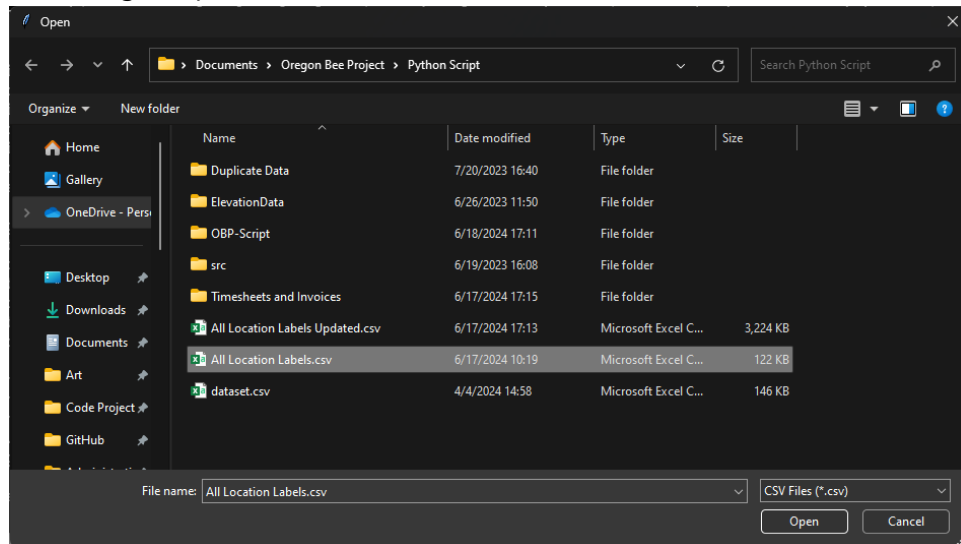 Open
Documents > Oregon Bee Project > Python Script
Search Python Script
Organize
New folder
Name
Date modified
Type
Size
Home
Gallery
OneDrive - Pers
Desktop
Downloads
Documents
Art
Code Project
GitHub
Duplicate Data 7/20/2023 16:40 File folder
ElevationData 6/26/2023 11:50 File folder
OBP-Script 6/18/2024 17:11 File folder
src 6/19/2023 16:08 File folder
Timesheets and Invoices 6/17/2024 17:15 File folder
All Location Labels Updated.csv 6/17/2024 17:13 Microsoft Excel C... 3,224 KB
All Location Labels.csv 6/17/2024 10:19 Microsoft Excel C... 122 KB
dataset.csv 4/4/2024 14:58 Microsoft Excel C... 146 KB
File name: All Location Labels.csv
CSV Files (*.csv)
Open
Cancel